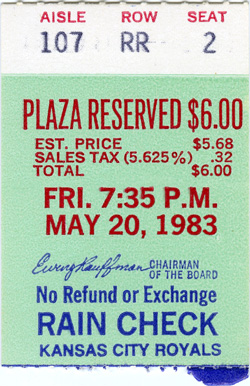 AISLE ROW SEAT
107 RR 2
PLAZA RESERVED $6.00
EST. PRICE $5.68
SALES TAX (5.625%) .32
TOTAL $6.00
FRI. 7:35 P.M.
MAY 20, 1983
Ewing Kauffman CHAIRMAN
OF THE BOARD
No Refund or Exchange
RAIN CHECK
KANSAS CITY ROYALS